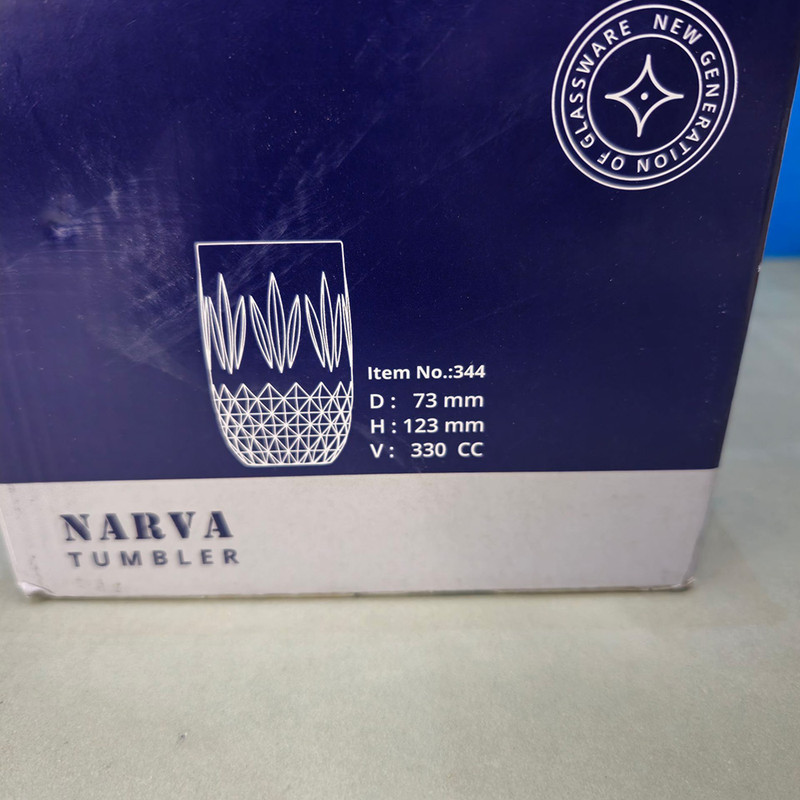 NEW GENERATION OF GLASSWARE
Item No.:344
D : 73 mm
H : 123 mm
V : 330 CC
NARVA
TUMBLER